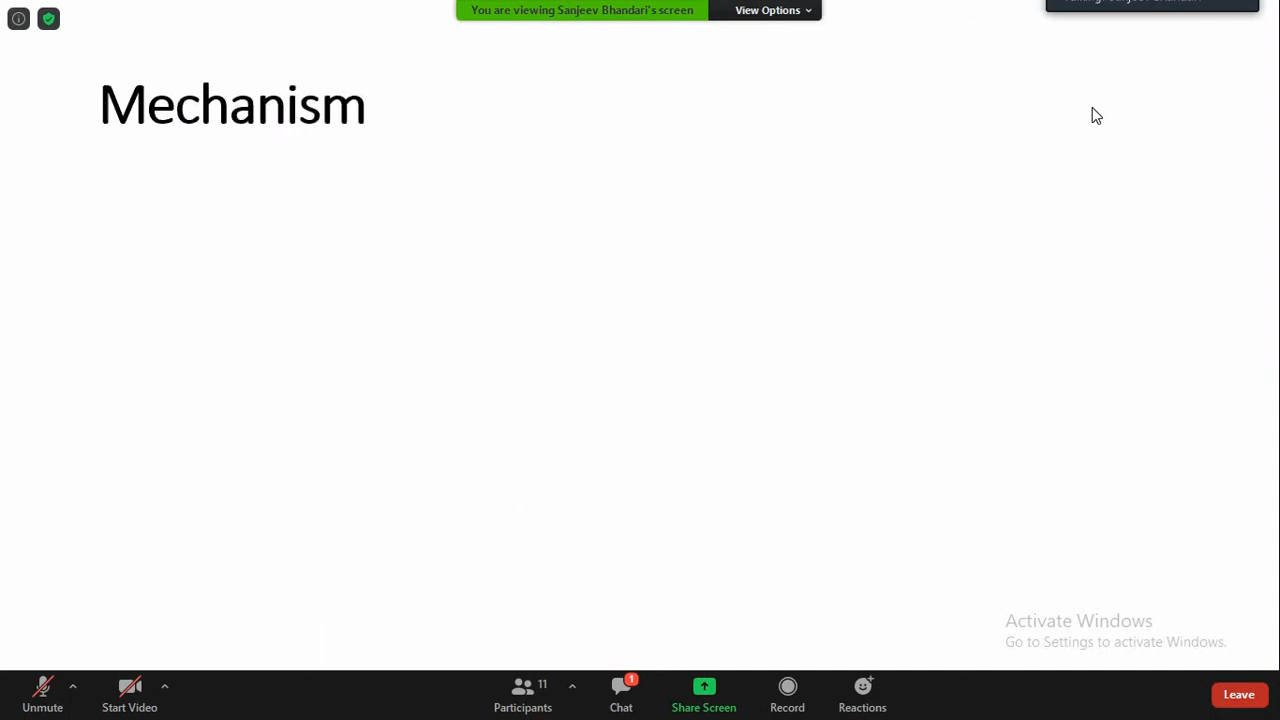 You are viewing Sanjeev Bhandari's screen
View Options
Mechanism
Activate Windows
Go to Settings to activate Windows.
Unmute
Start Video
11
Participants
1
Chat
Share Screen
Record
Reactions
Leave